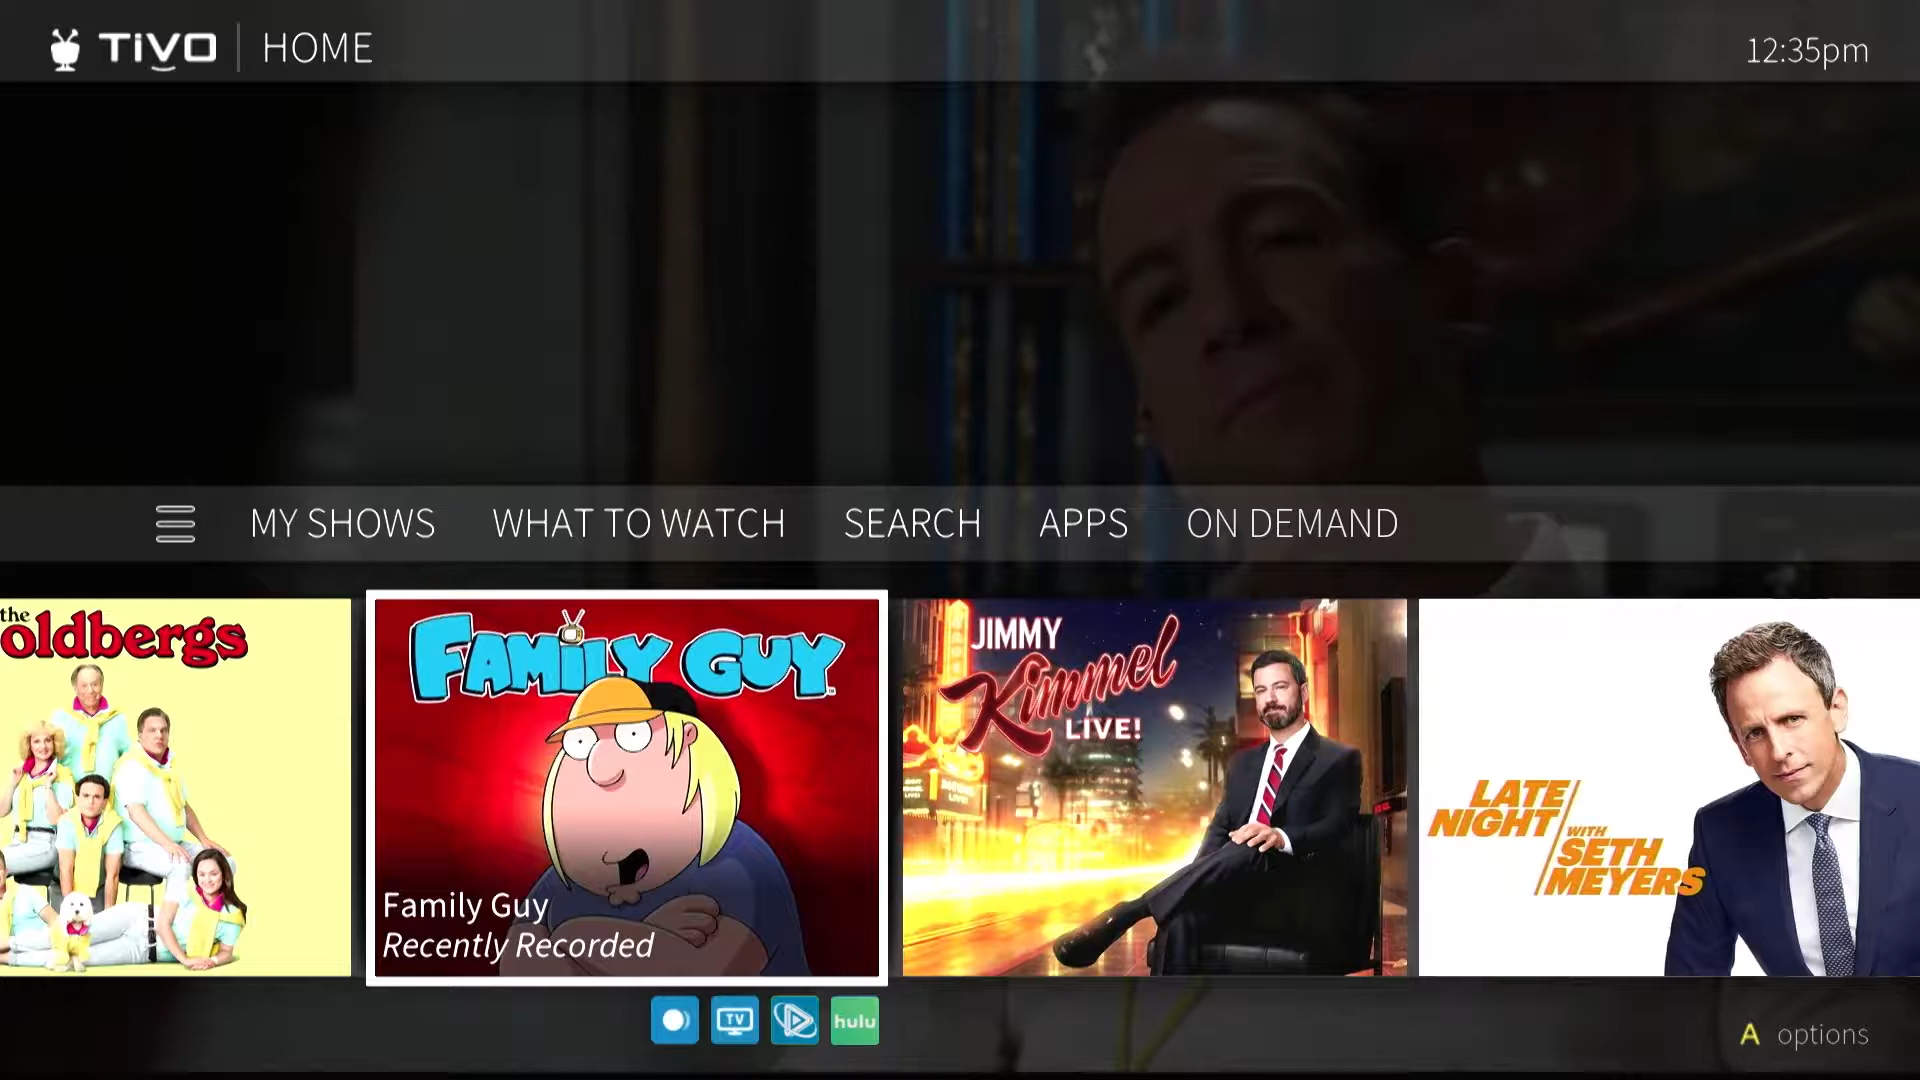 TiVo HOME
12:35pm
MY SHOWS WHAT TO WATCH SEARCH APPS ON DEMAND
the
oldbergs
FAMILY GUY
Family Guy
Recently Recorded
JIMMY
Kimmel
LIVE!
LATE
NIGHT
WITH
SETH
MEYERS
TV
hulu
A options